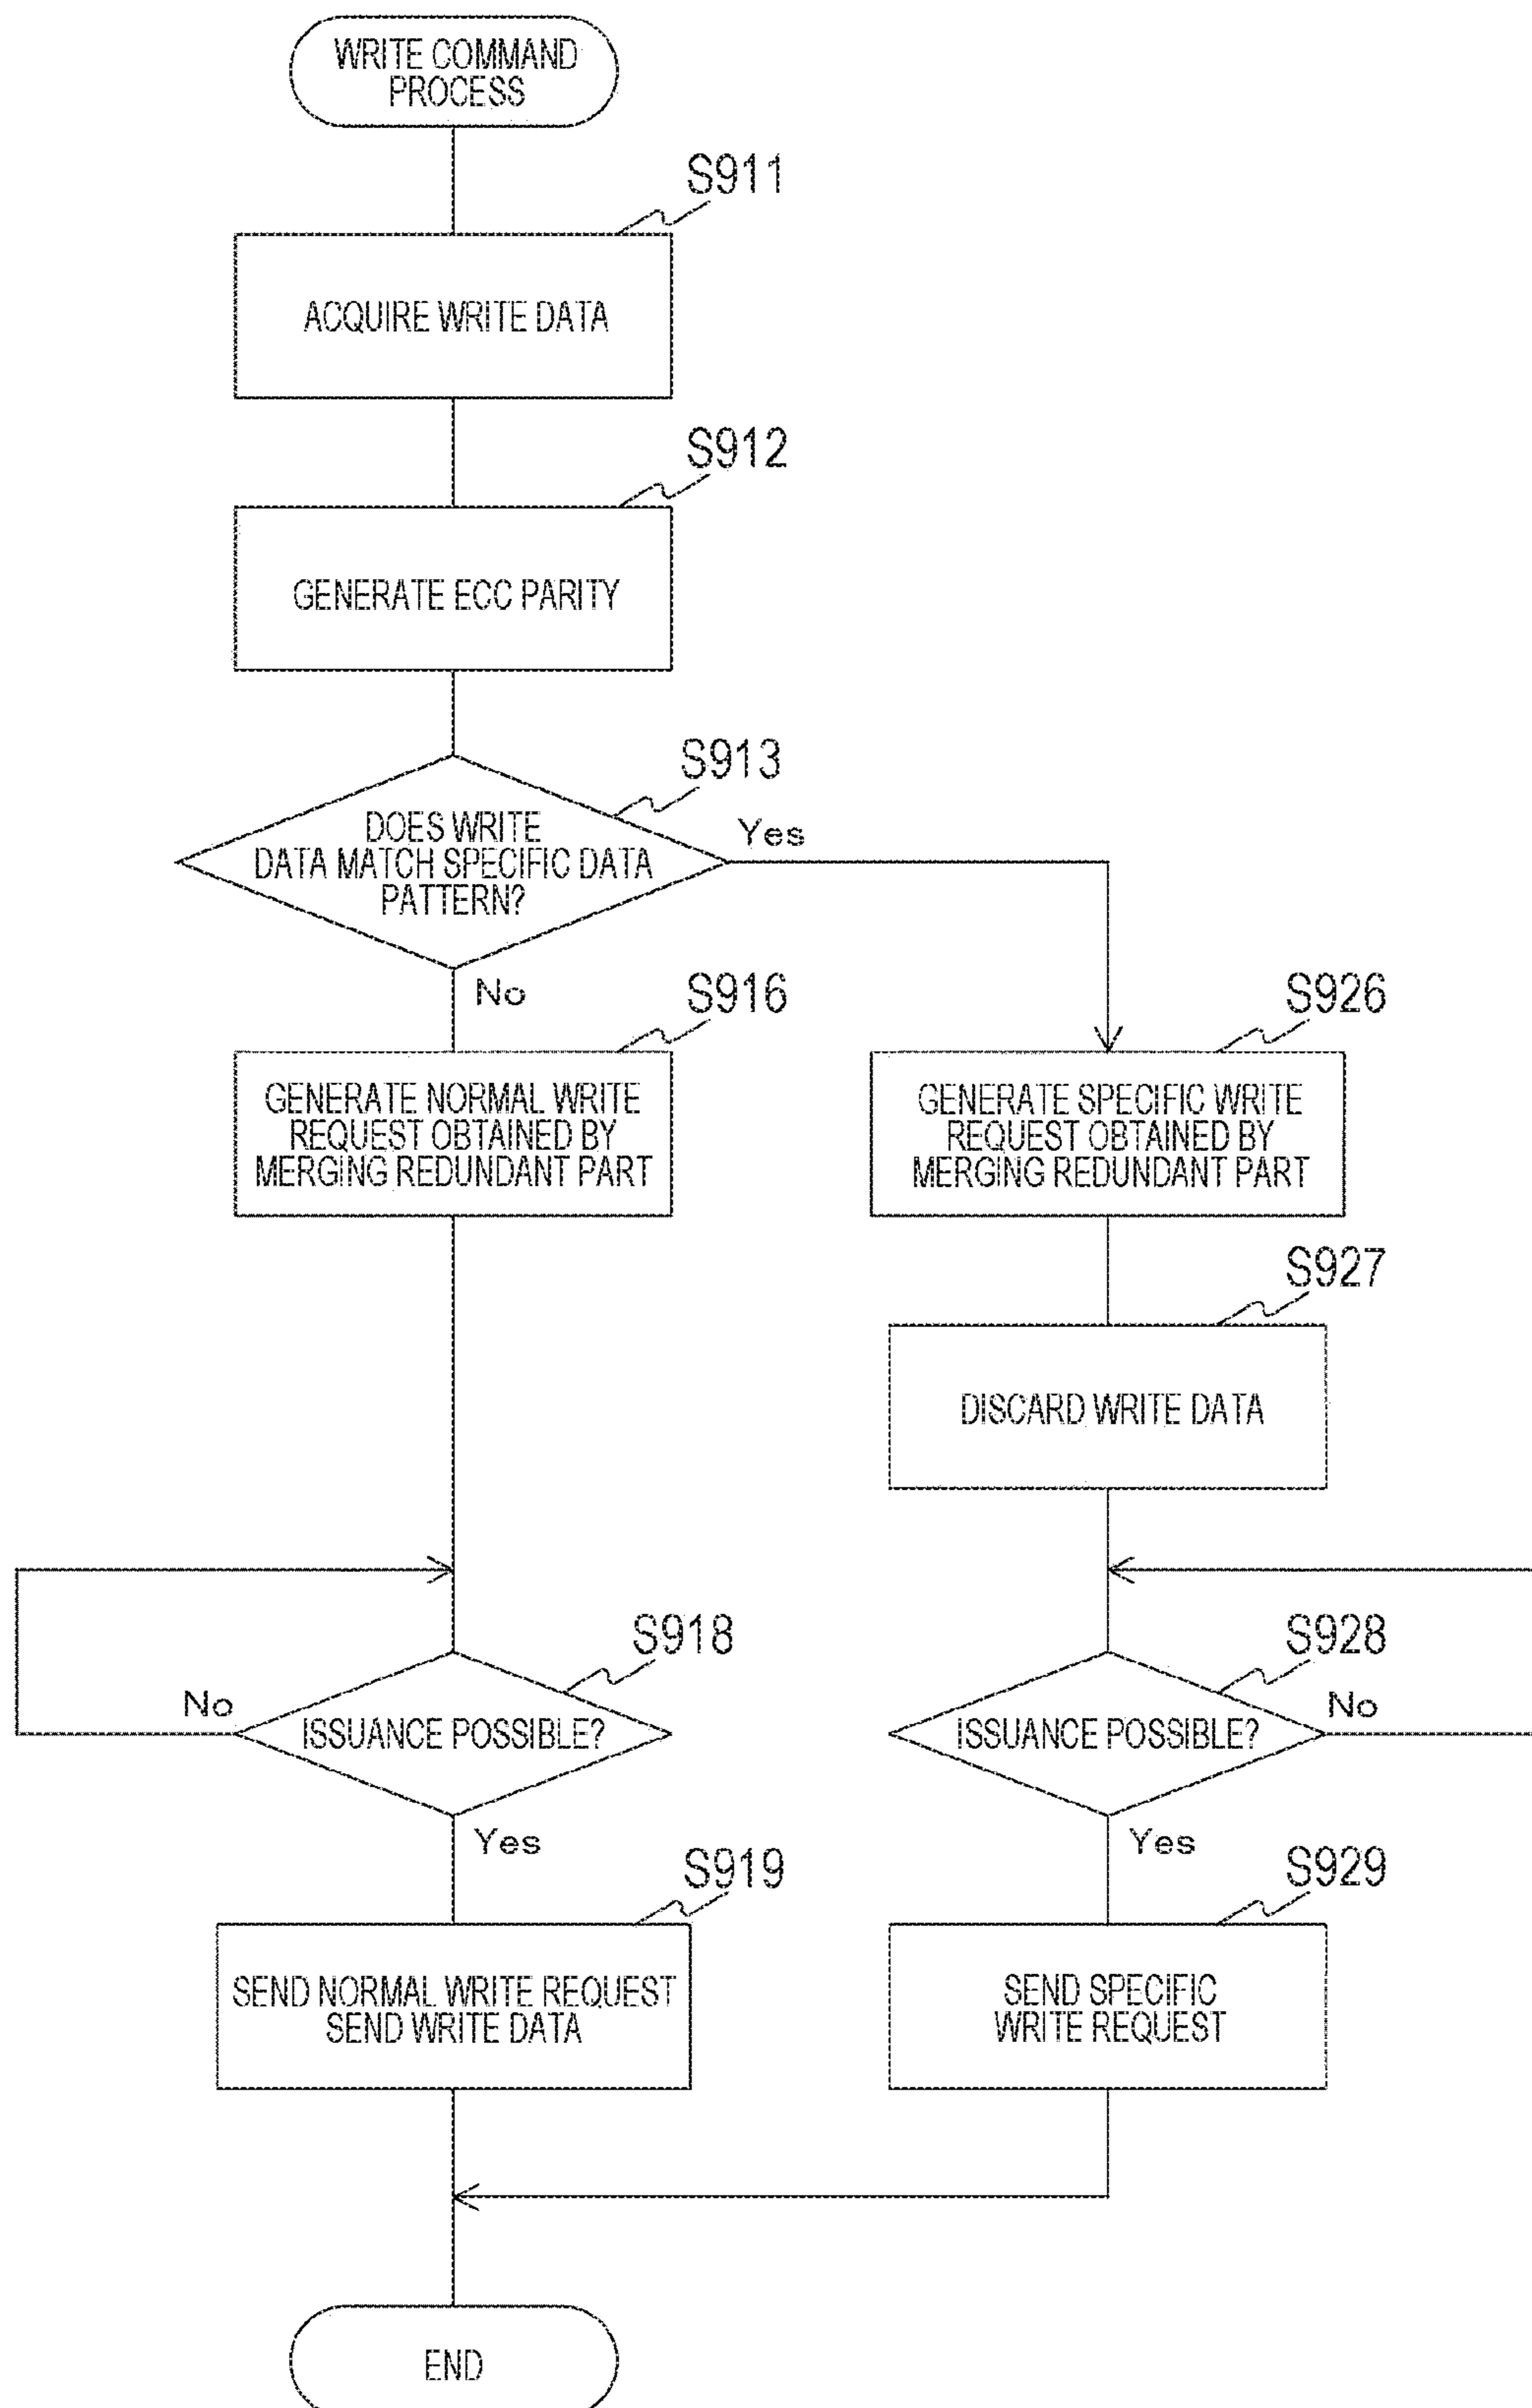 WRITE COMMAND
PROCESS
S911
ACQUIRE WRITE DATA
S912
GENERATE ECC PARITY
S913
DOES WRITE
DATA MATCH SPECIFIC DATA
PATTERN?
Yes
No
S916
GENERATE NORMAL WRITE
REQUEST OBTAINED BY
MERGING REDUNDANT PART
S926
GENERATE SPECIFIC WRITE
REQUEST OBTAINED BY
MERGING REDUNDANT PART
S927
DISCARD WRITE DATA
S918
ISSUANCE POSSIBLE?
No
Yes
S928
ISSUANCE POSSIBLE?
No
Yes
S919
SEND NORMAL WRITE REQUEST
SEND WRITE DATA
S929
SEND SPECIFIC
WRITE REQUEST
END